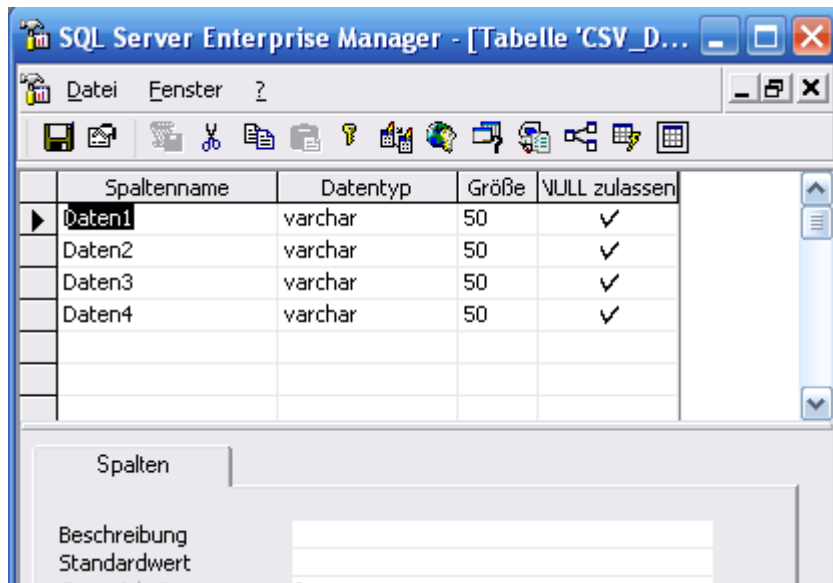 SQL Server Enterprise Manager - [Tabelle 'CSV_D...
Datei Fenster ?
Spaltenname Datentyp Größe NULL zulassen
Daten1 varchar 50
Daten2 varchar 50
Daten3 varchar 50
Daten4 varchar 50
Spalten
Beschreibung
Standardwert